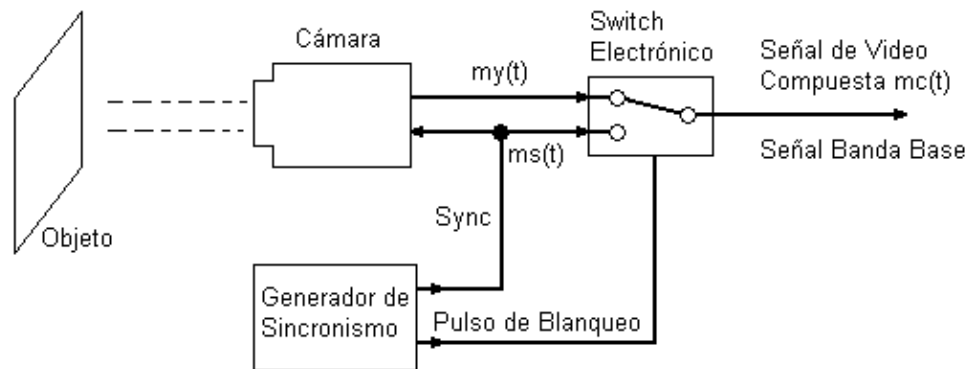 Switch
Electrónico
Cámara
Señal de Video
Compuesta mc(t)
my(t)
ms(t)
Señal Banda Base
Sync
Objeto
Generador de
Sincronismo
Pulso de Blanqueo